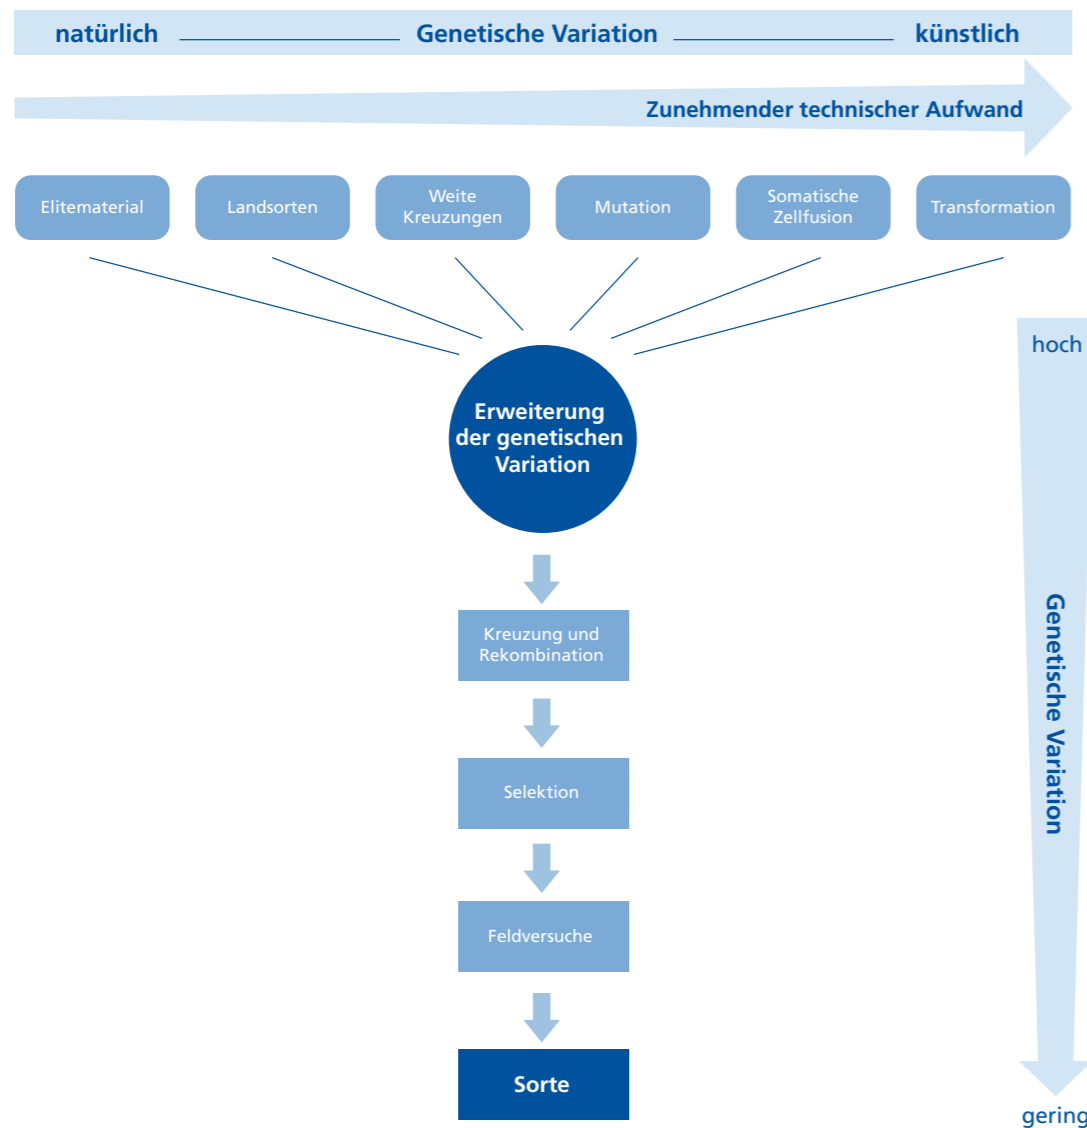 natürlich Genetische Variation künstlich
Zunehmender technischer Aufwand
Elitematerial
Landsorten
Weite
Kreuzungen
Mutation
Somatische
Zellfusion
Transformation
hoch
Erweiterung
der genetischen
Variation
Kreuzung und
Rekombination
Genetische Variation
Selektion
Feldversuche
Sorte
gering